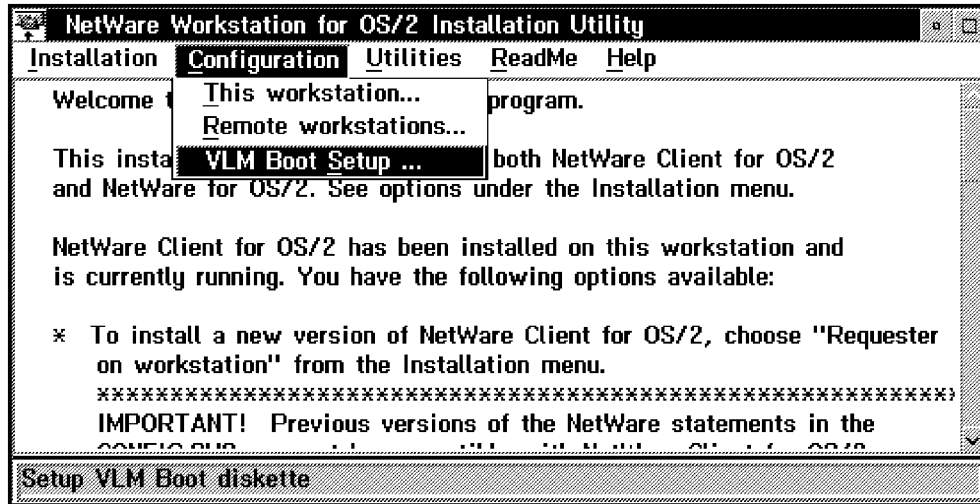 NetWare Workstation for OS/2 Installation Utility
Installation Configuration Utilities ReadMe Help
This workstation...
Remote workstations...
VLM Boot Setup ...
Welcome program.
This insta both NetWare Client for OS/2
and NetWare for OS/2. See options under the Installation menu.
NetWare Client for OS/2 has been installed on this workstation and
is currently running. You have the following options available:
* To install a new version of NetWare Client for OS/2, choose "Requester
on workstation" from the Installation menu.
**********************************************************************
IMPORTANT! Previous versions of the NetWare statements in the
Setup VLM Boot diskette